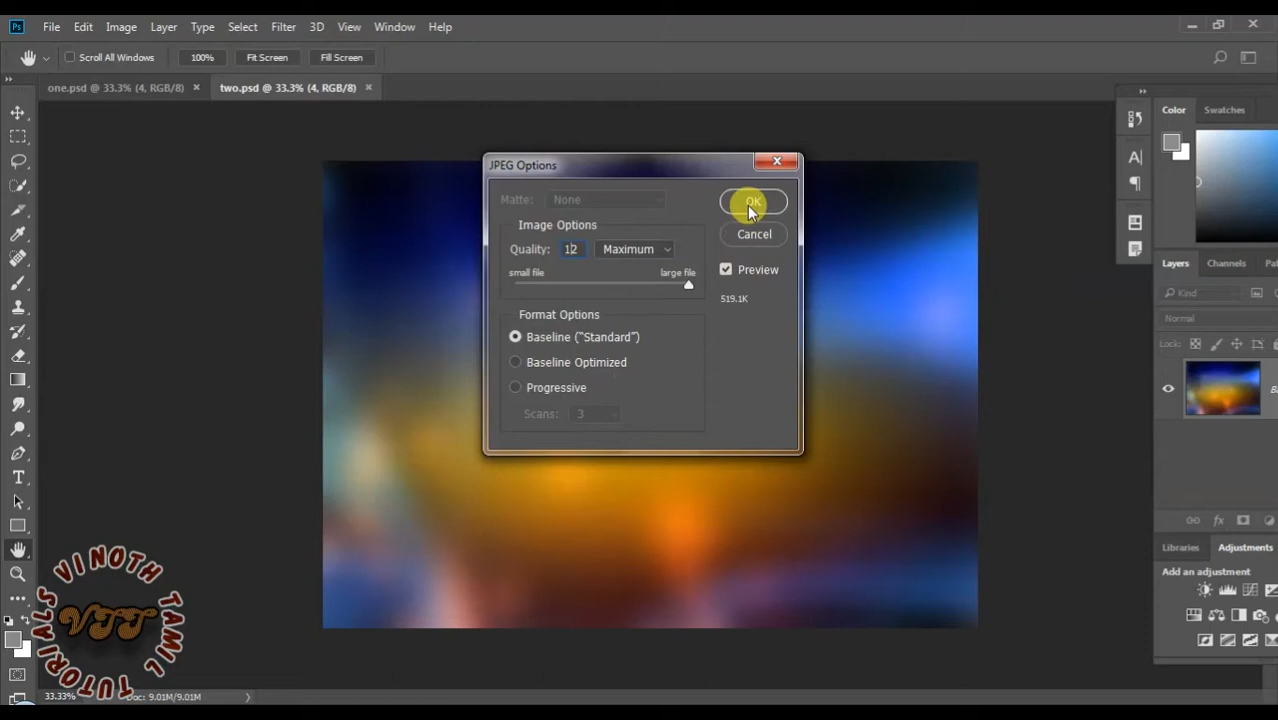 Ps File Edit Image Layer Type Select Filter 3D View Window Help
Scroll All Windows 100% Fit Screen Fill Screen
one.psd @ 33.3% (4, RGB/8) × two.psd @ 33.3% (4, RGB/8) ×
Color Swatches
JPEG Options
Matte: None
OK
Image Options
Cancel
Quality: 12 Maximum
small file large file
Preview
519.1K
Format Options
Baseline ("Standard")
Baseline Optimized
Progressive
Scans: 3
Layers Channels Pa
Kind
Normal
Lock:
Libraries Adjustments
Add an adjustment
VINOTH TAMIL TUTORIALS
VTT
33.33% Doc: 9.01M/9.01M